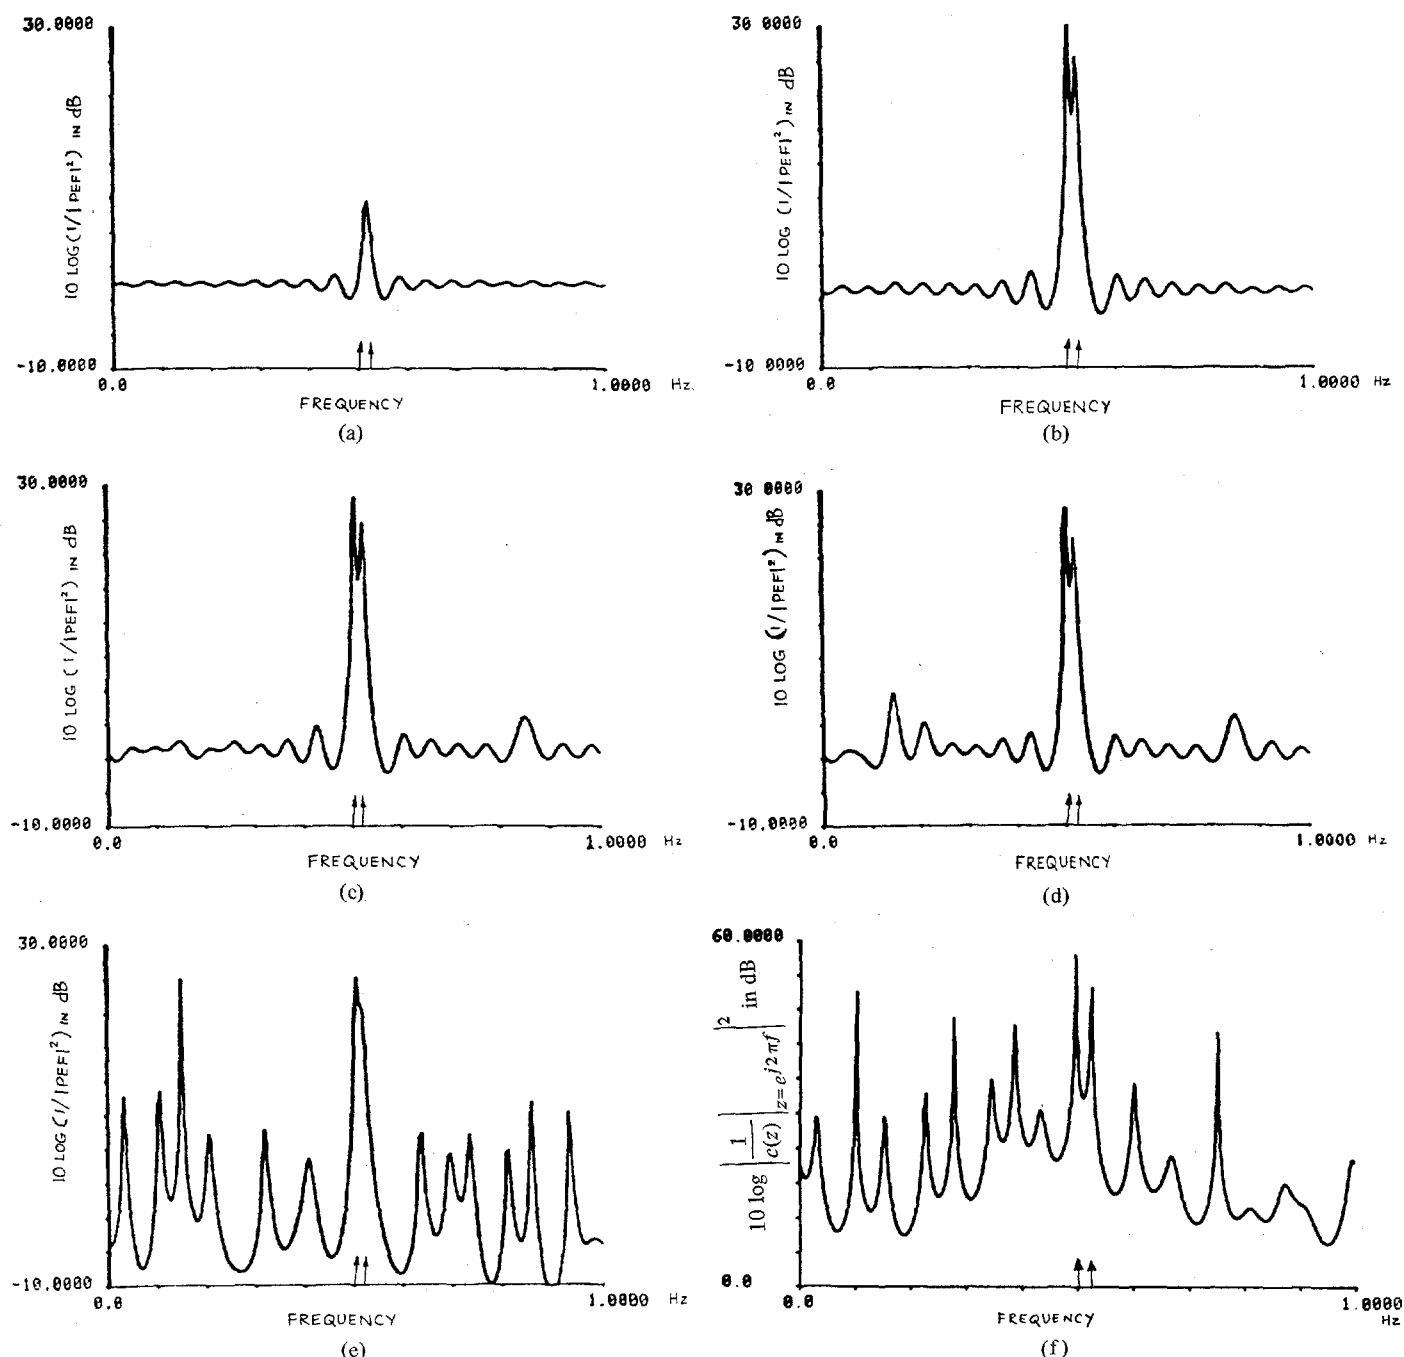 30.0000
10 LOG (1/|PEF|²) IN dB
-10.0000
0.0
1.0000 Hz.
FREQUENCY
(a)
30 0000
10 LOG (1/|PEF|²) IN dB
-10 0000
0.0
1.0000 Hz
FREQUENCY
(b)
30.0000
10 LOG (1/|PEF|²) IN dB
-10.0000
0.0
1.0000 Hz
FREQUENCY
(c)
30 0000
10 LOG (1/|PEF|²) IN dB
-10.0000
0.0
1.0000 Hz
FREQUENCY
(d)
30.0000
10 LOG (1/|PEF|²) IN dB
-10.0000
0.0
1.0000 Hz
FREQUENCY
(e)
60.0000
10 log |1/c(z)|² z=e^{j2πf} in dB
0.0
0.0
1.0000
Hz
FREQUENCY
(f)